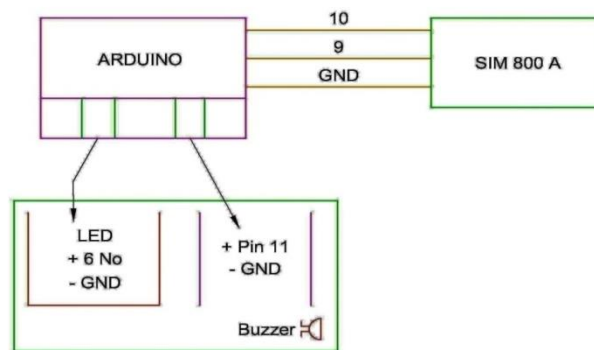 10
ARDUINO
9
SIM 800 A
GND
LED
+ 6 No
- GND
+ Pin 11
- GND
Buzzer